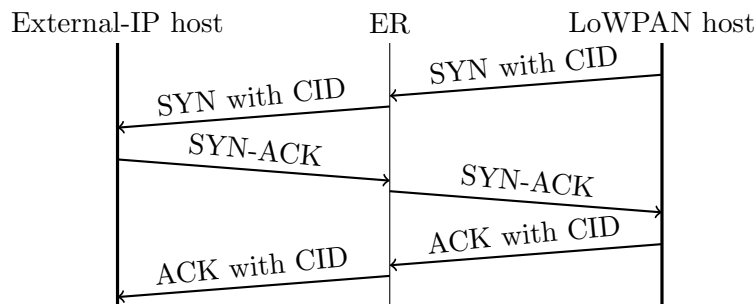 External-IP host
ER
LoWPAN host
SYN with CID
SYN with CID
SYN-ACK
SYN-ACK
ACK with CID
ACK with CID